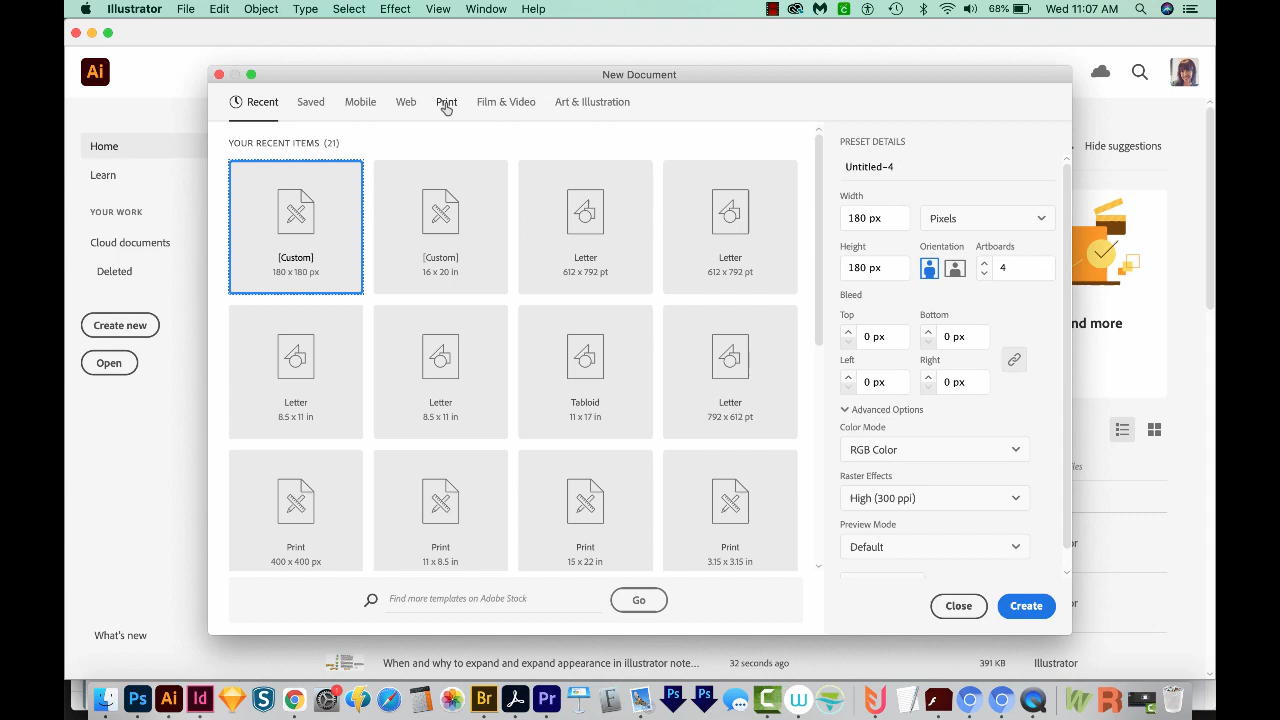 Illustrator File Edit Object Type Select Effect View Window Help 68% Wed 11:07 AM
Ai
New Document
Recent Saved Mobile Web Print Film & Video Art & Illustration
Home
Learn
YOUR WORK
Cloud documents
Deleted
Create new
Open
What's new
YOUR RECENT ITEMS (21)
[Custom] [Custom] Letter Letter
180 x 180 px 16 x 20 in 612 x 792 pt 612 x 792 pt
Letter Letter Tabloid Letter
8.5 x 11 in 8.5 x 11 in 11 x 17 in 792 x 612 pt
Print Print Print Print
400 x 400 px 11 x 8.5 in 15 x 22 in 3.15 x 3.15 in
Find more templates on Adobe Stock Go
PRESET DETAILS
Untitled-4
Width
180 px Pixels
Height Orientation Artboards
180 px 4
Bleed
Top Bottom
0 px 0 px
Left Right
0 px 0 px
Advanced Options
Color Mode
RGB Color
Raster Effects
High (300 ppi)
Preview Mode
Default
Close Create
Hide suggestions
nd more
iles
or
or
When and why to expand and expand appearance in illustrator note... 32 seconds ago 391 KB Illustrator
Ps Ai Id S Br Pr W